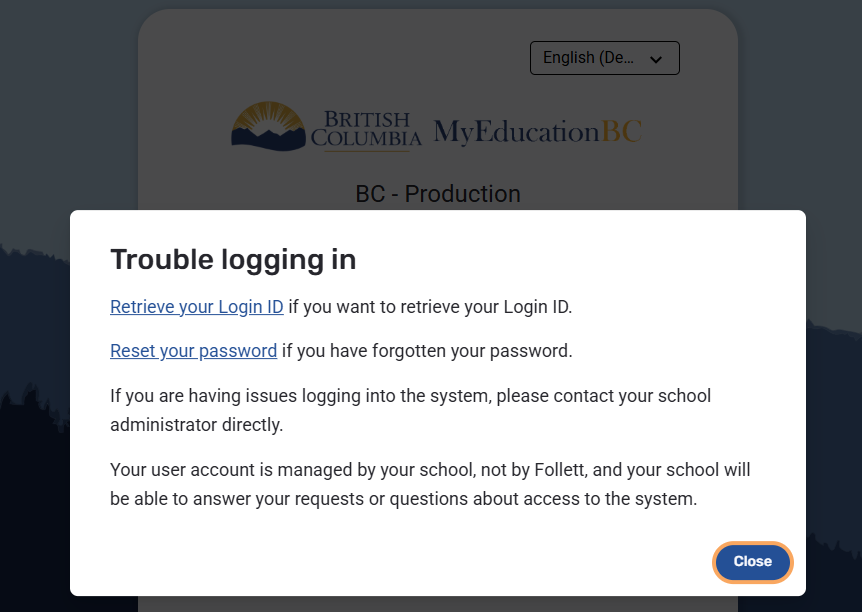 English (De...
BRITISH
COLUMBIA
MyEducationBC
BC - Production
Trouble logging in
Retrieve your Login ID if you want to retrieve your Login ID.
Reset your password if you have forgotten your password.
If you are having issues logging into the system, please contact your school
administrator directly.
Your user account is managed by your school, not by Follett, and your school will
be able to answer your requests or questions about access to the system.
Close